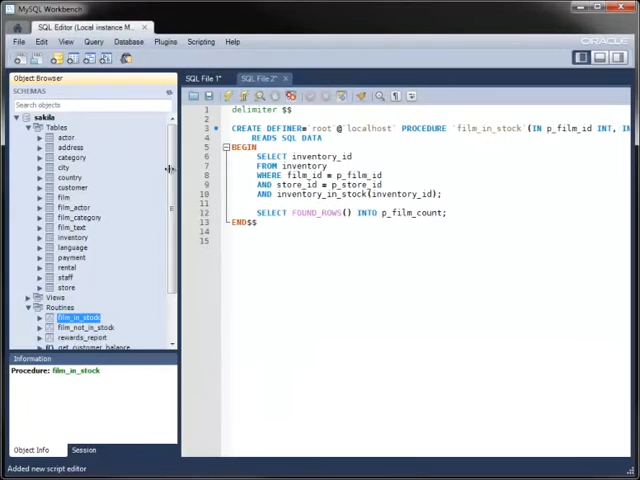 MySQL Workbench
SQL Editor (Local instance M...
File Edit View Query Database Plugins Scripting Help
ORACLE
Object Browser
SCHEMAS
Search objects
sakila
Tables
actor
address
category
city
country
customer
film
film_actor
film_category
film_text
inventory
language
payment
rental
staff
store
Views
Routines
film_in_stock
film_not_in_stock
rewards_report
get_customer_balance
Information
Procedure: film_in_stock
Object Info Session
Added new script editor
SQL File 1* SQL File 2*
1 delimiter $$
2
3 CREATE DEFINER=`root`@`localhost` PROCEDURE `film_in_stock`(IN p_film_id INT, IN
4 READS SQL DATA
5 BEGIN
6 SELECT inventory_id
7 FROM inventory
8 WHERE film_id = p_film_id
9 AND store_id = p_store_id
10 AND inventory_in_stock(inventory_id);
11
12 SELECT FOUND_ROWS() INTO p_film_count;
13 END$$
14
15